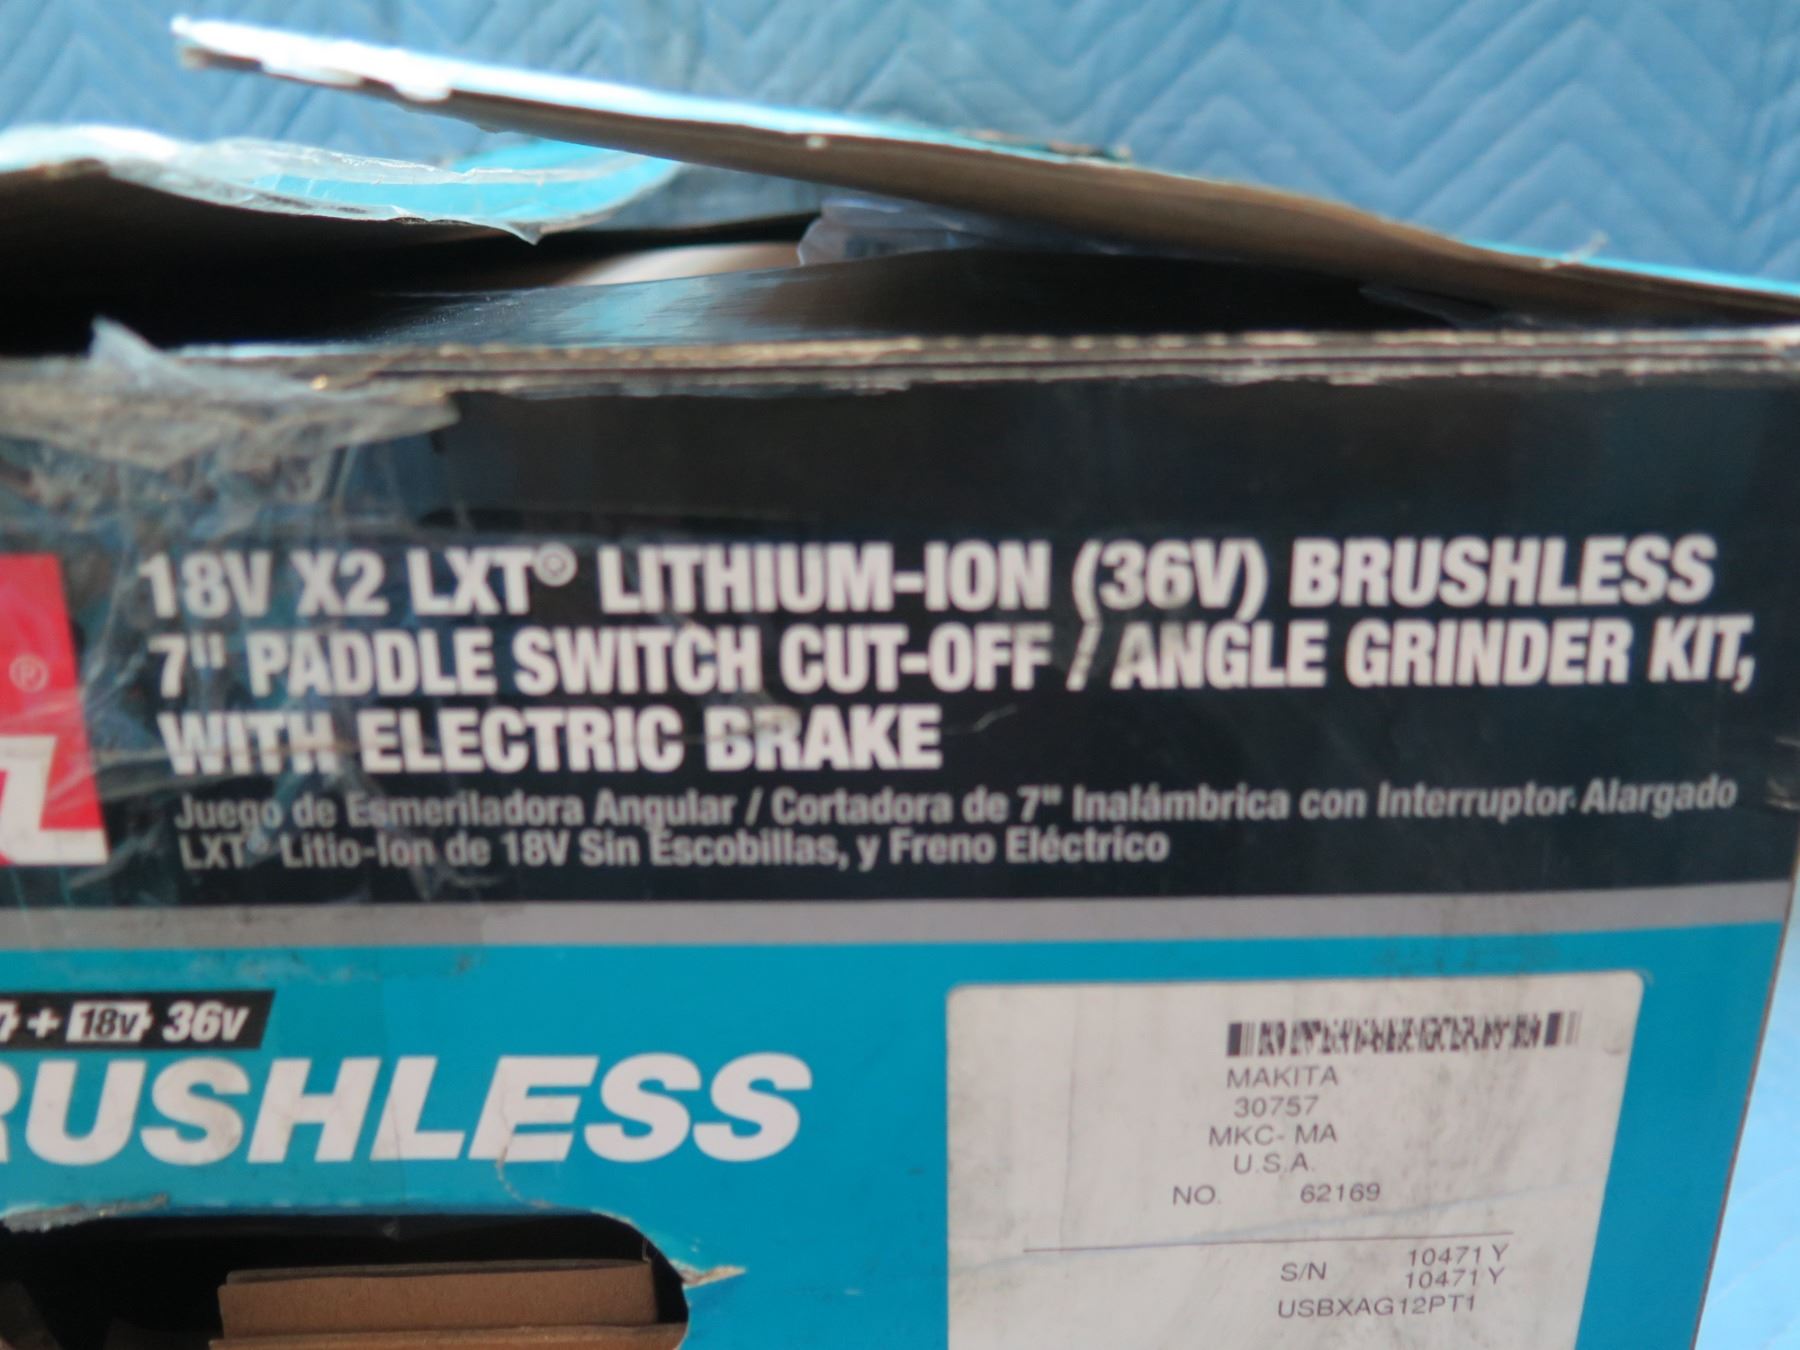 18V X2 LXT® LITHIUM-ION (36V) BRUSHLESS
7" PADDLE SWITCH CUT-OFF / ANGLE GRINDER KIT,
WITH ELECTRIC BRAKE
Juego de Esmeriladora Angular / Cortadora de 7" Inalámbrica con Interruptor Alargado
LXT® Litio-Ion de 18V Sin Escobillas, y Freno Eléctrico
®
L
+ 18V 36V
RUSHLESS
MAKITA
30757
MKC- MA
U.S.A.
NO. 62169
S/N 10471 Y
10471 Y
USBXAG12PT1